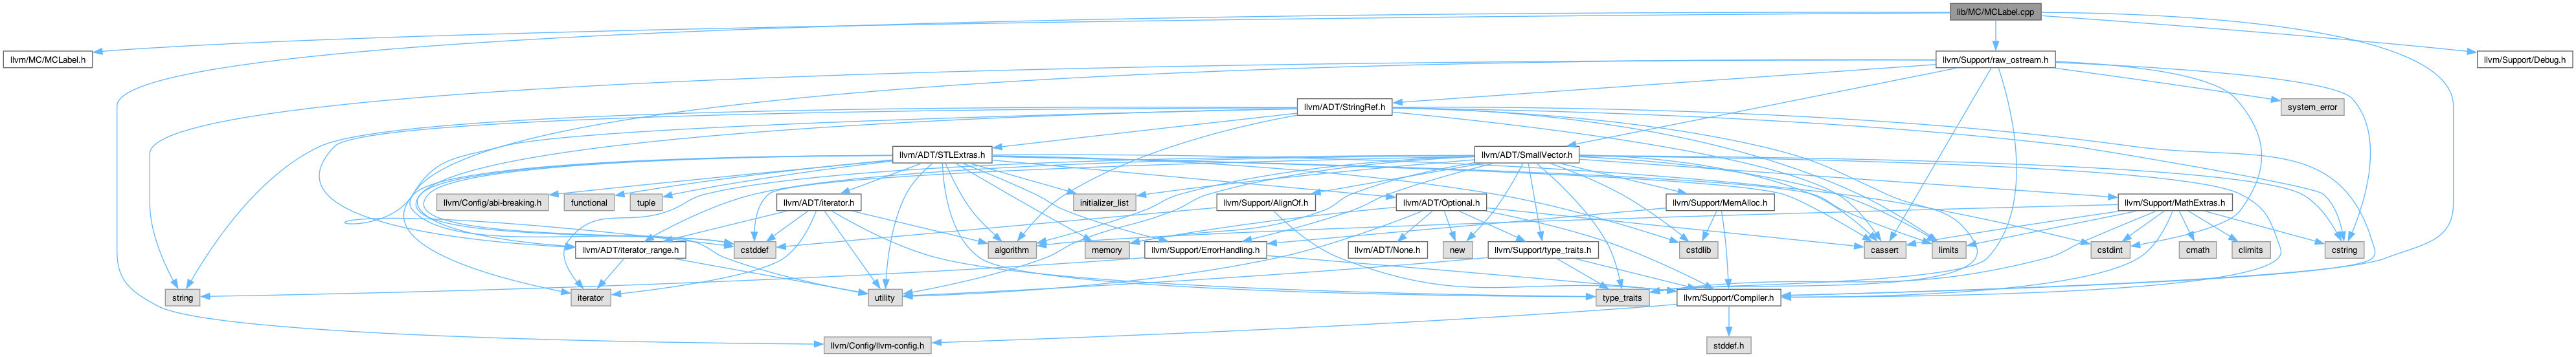 lib/MC/MCLabel.cpp
llvm/MC/MCLabel.h
llvm/Support/raw_ostream.h
llvm/Support/Debug.h
llvm/ADT/StringRef.h
system_error
llvm/ADT/STLExtras.h
llvm/ADT/SmallVector.h
llvm/Config/abi-breaking.h
functional
tuple
llvm/ADT/iterator.h
initializer_list
llvm/Support/AlignOf.h
llvm/ADT/Optional.h
llvm/Support/MemAlloc.h
llvm/Support/MathExtras.h
llvm/ADT/iterator_range.h
cstddef
algorithm
memory
llvm/Support/ErrorHandling.h
llvm/ADT/None.h
new
llvm/Support/type_traits.h
cstdlib
cassert
limits
cstdint
cmath
climits
cstring
string
iterator
utility
type_traits
llvm/Support/Compiler.h
llvm/Config/llvm-config.h
stddef.h